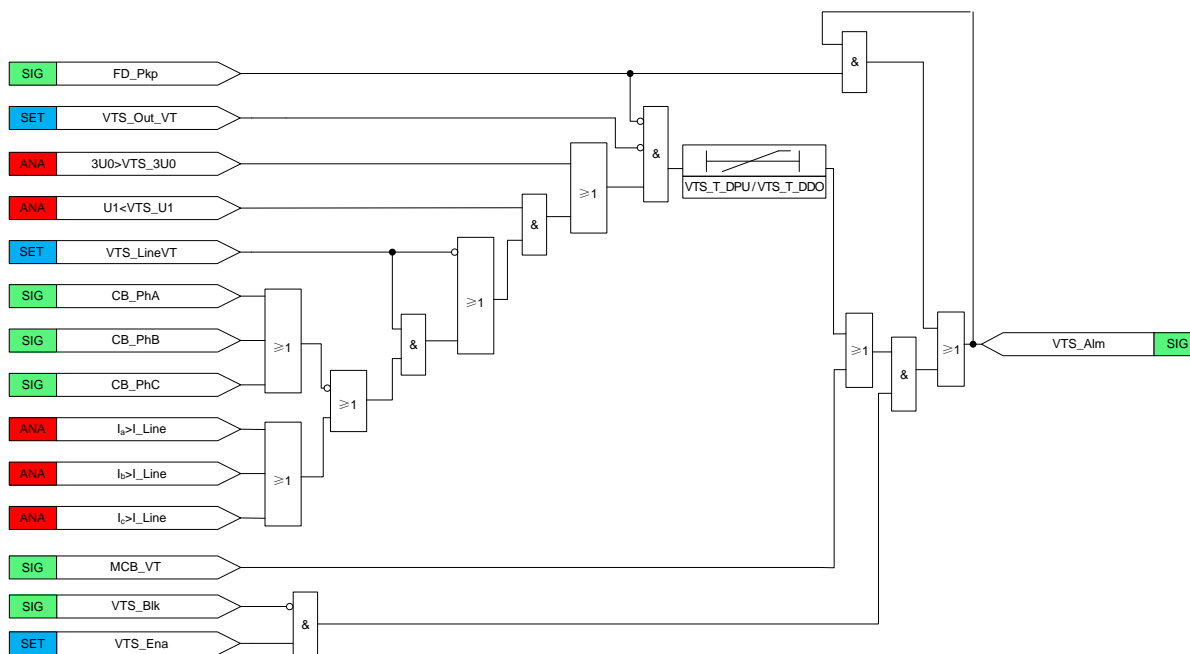 SIG FD_Pkp
&
SET VTS_Out_VT
&
ANA 3U0>VTS_3U0
VTS_T_DPU / VTS_T_DDO
ANA U1<VTS_U1
≥1
&
SET VTS_LineVT
SIG CB_PhA
≥1
&
SIG CB_PhB
≥1
≥1
&
≥1
VTS_Alm SIG
SIG CB_PhC
≥1
ANA Ia>I_Line
ANA Ib>I_Line
≥1
ANA Ic>I_Line
SIG MCB_VT
SIG VTS_Blk
&
SET VTS_Ena